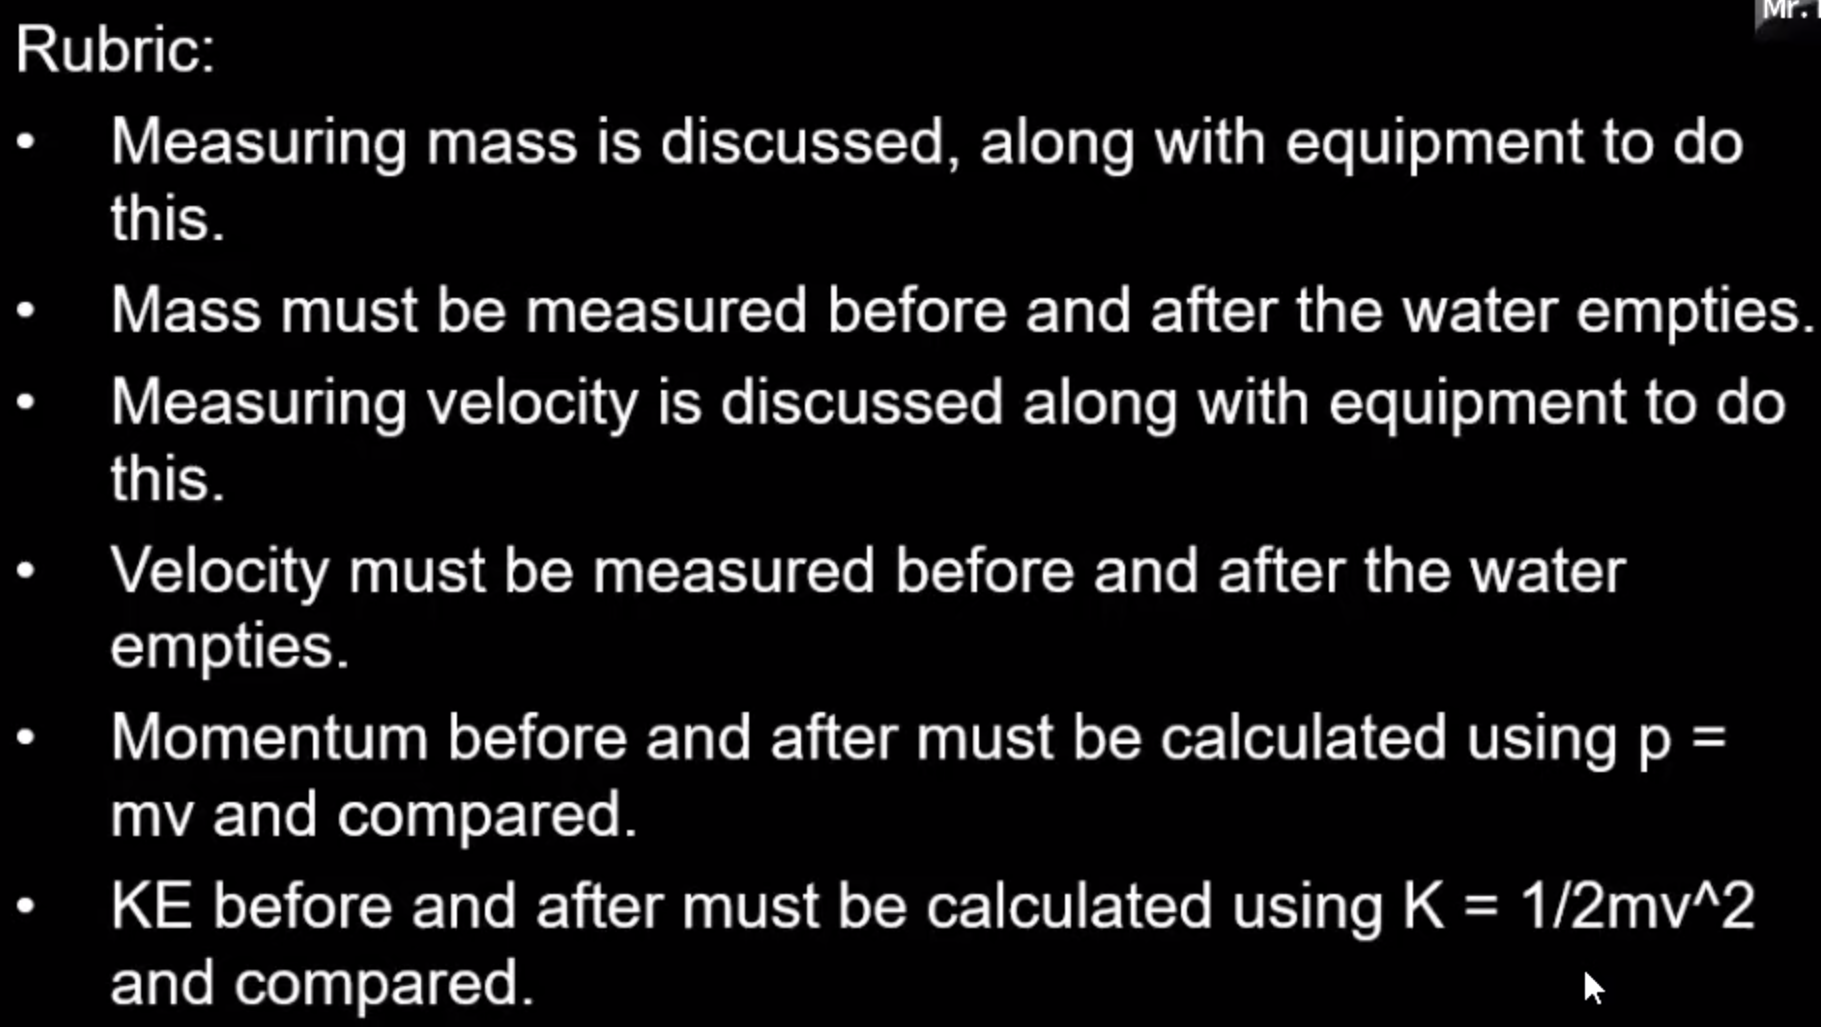 Mr.
Rubric:
• Measuring mass is discussed, along with equipment to do
this.
• Mass must be measured before and after the water empties.
• Measuring velocity is discussed along with equipment to do
this.
• Velocity must be measured before and after the water
empties.
• Momentum before and after must be calculated using p =
mv and compared.
• KE before and after must be calculated using K = 1/2mv^2
and compared.